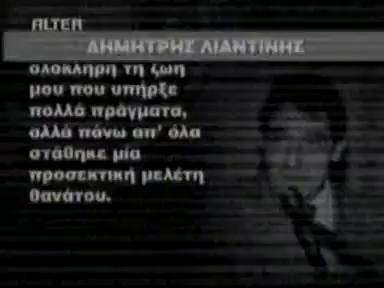 ALTER
ΔΗΜΗΤΡΗΣ ΛΙΑΝΤΙΝΗΣ
ολόκληρη τη ζωή
μου που υπήρξε
πολλά πράγματα,
αλλά πάνω απ' όλα
στάθηκε μία
προσεκτική μελέτη
θανάτου.